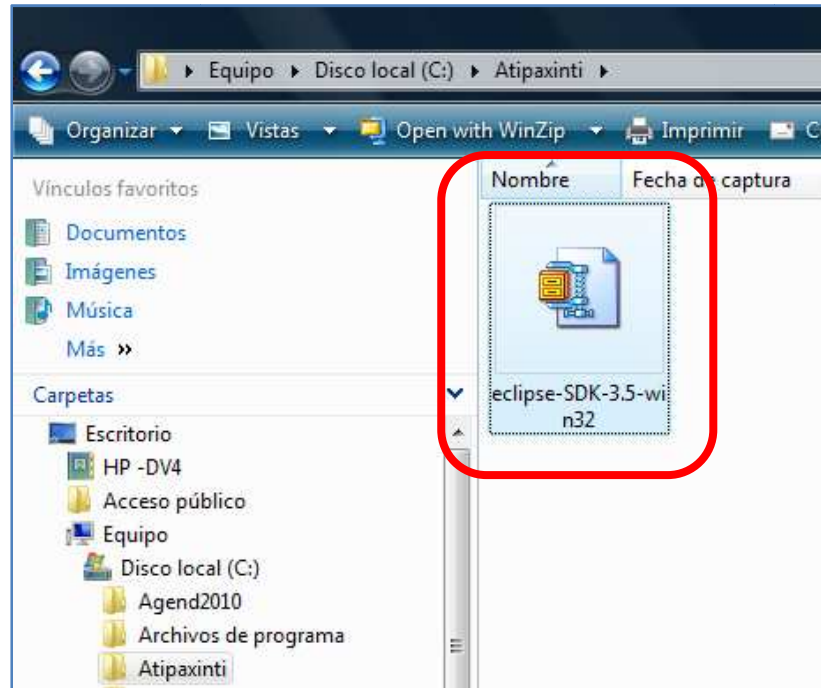 Equipo Disco local (C:) Atipaxinti
Organizar Vistas Open with WinZip Imprimir C
Vínculos favoritos
Documentos
Imágenes
Música
Más
Carpetas
Escritorio
HP -DV4
Acceso público
Equipo
Disco local (C:)
Agend2010
Archivos de programa
Atipaxinti
Nombre Fecha de captura
eclipse-SDK-3.5-wi
n32